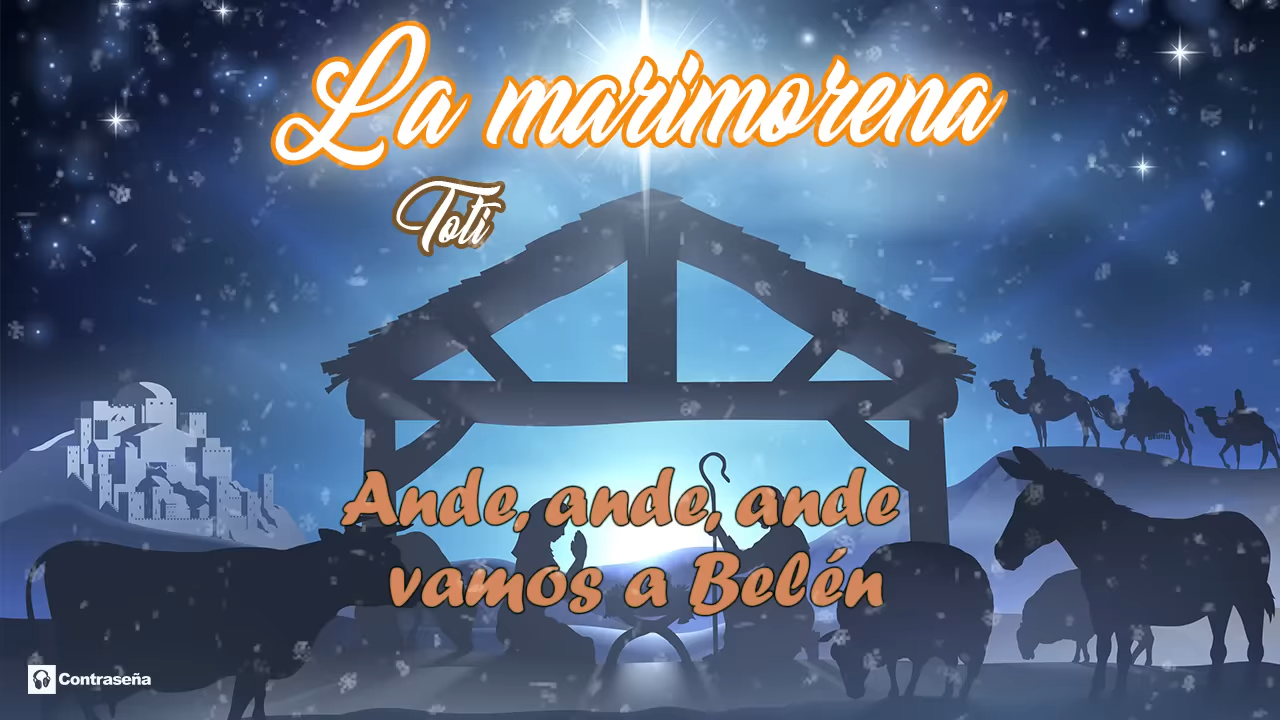 La marimorena
Toti
Ande, ande, ande
vamos a Belén
Contraseña